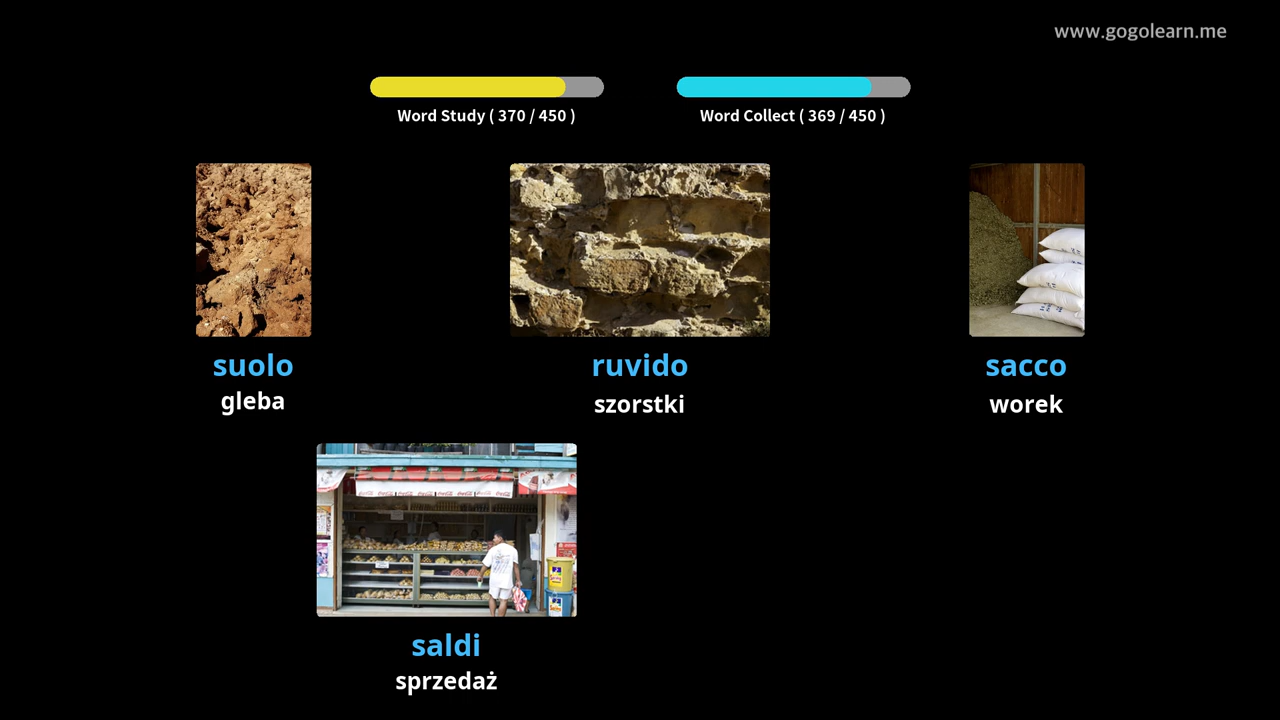 www.gogolearn.me
Word Study ( 370 / 450 )
Word Collect ( 369 / 450 )
suolo
gleba
ruvido
szorstki
sacco
worek
saldi
sprzedaż